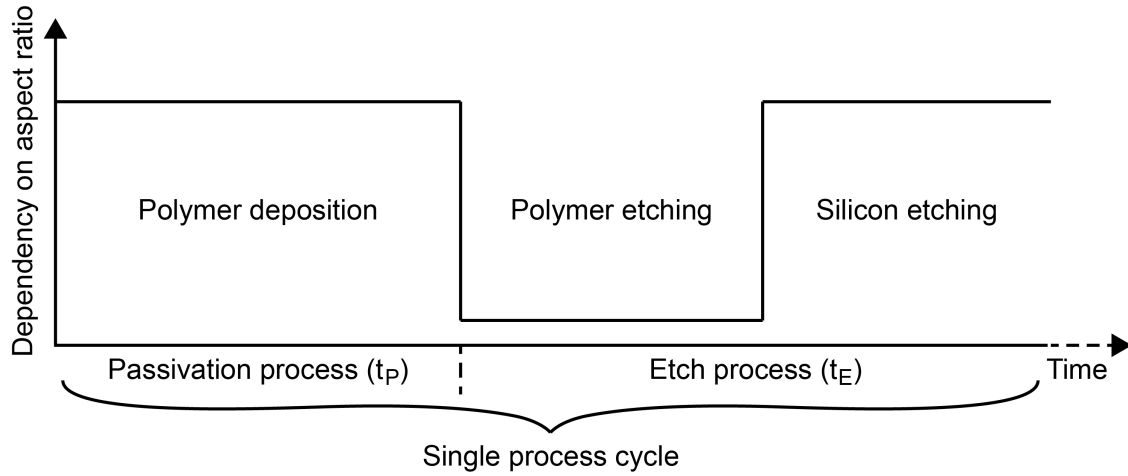 Dependency on aspect ratio
Polymer deposition
Polymer etching
Silicon etching
Passivation process (tP)
Etch process (tE)
Time
Single process cycle